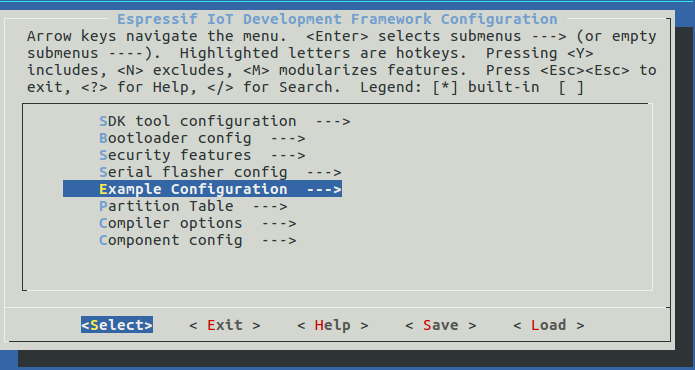 Espressif IoT Development Framework Configuration
Arrow keys navigate the menu.  <Enter> selects submenus ---> (or empty
submenus ----).  Highlighted letters are hotkeys.  Pressing <Y>
includes, <N> excludes, <M> modularizes features.  Press <Esc><Esc> to
exit, <?> for Help, </> for Search.  Legend: [*] built-in  [ ]
SDK tool configuration  --->
Bootloader config  --->
Security features  --->
Serial flasher config  --->
Example Configuration  --->
Partition Table  --->
Compiler options  --->
Component config  --->
<Select>    < Exit >    < Help >    < Save >    < Load >